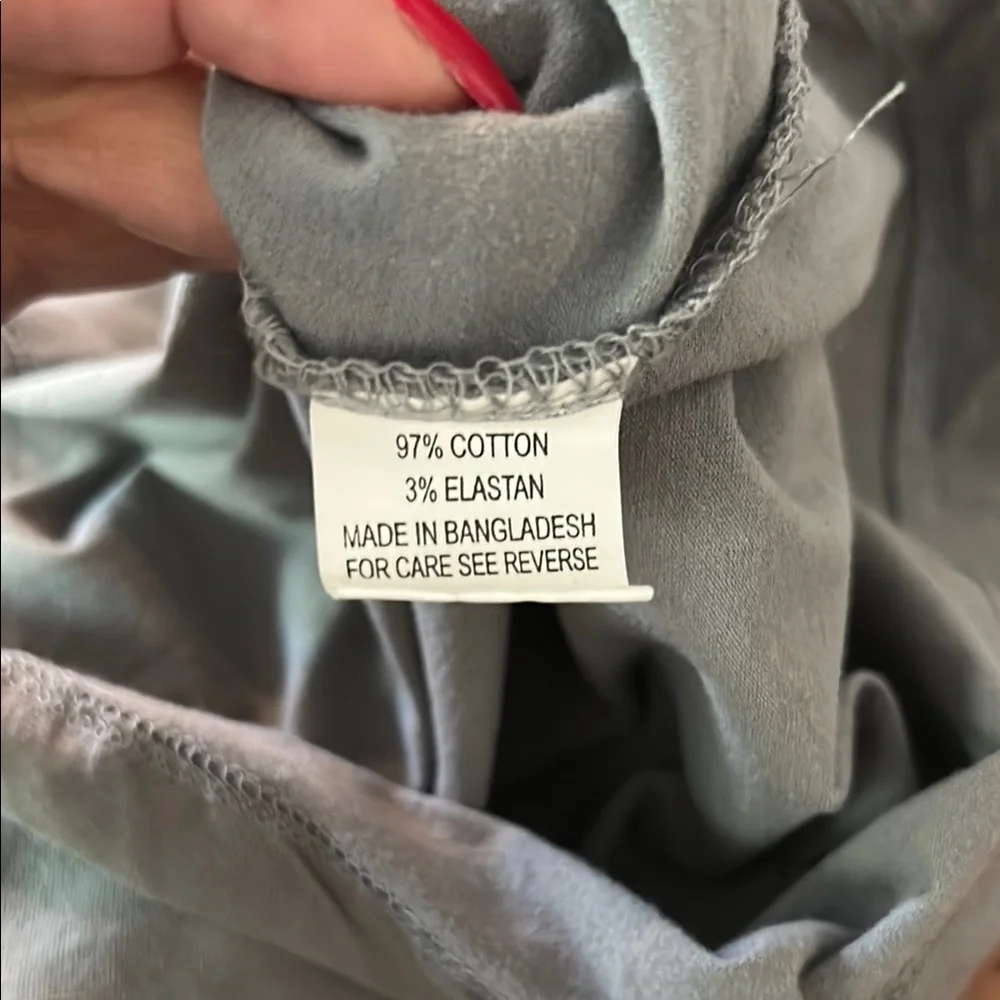 97% COTTON
3% ELASTAN
MADE IN BANGLADESH
FOR CARE SEE REVERSE